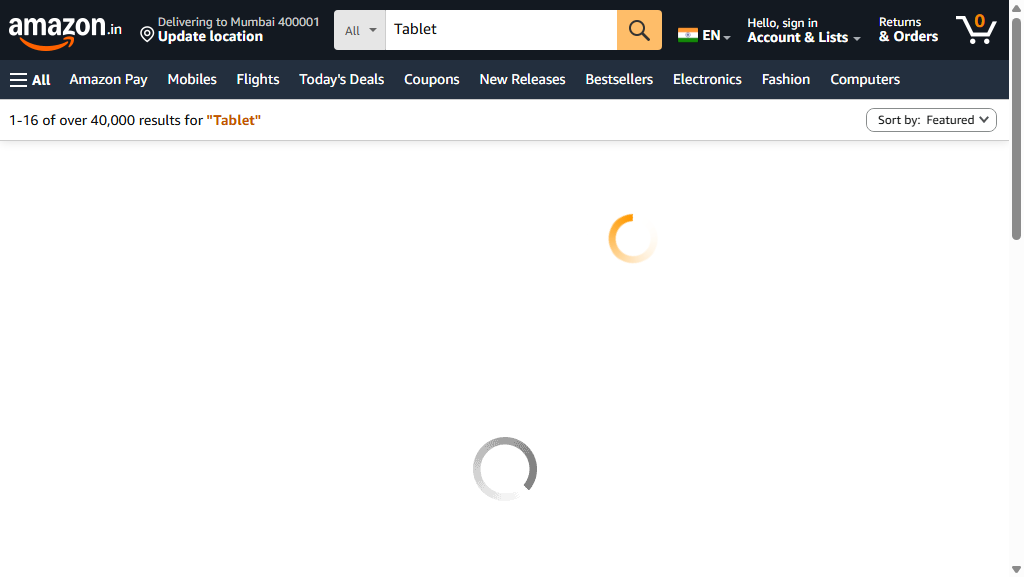 amazon.in
Delivering to Mumbai 400001
Update location
All
Tablet
EN
Hello, sign in
Account & Lists
Returns
& Orders
0
All
Amazon Pay
Mobiles
Flights
Today's Deals
Coupons
New Releases
Bestsellers
Electronics
Fashion
Computers
1-16 of over 40,000 results for "Tablet"
Sort by: Featured